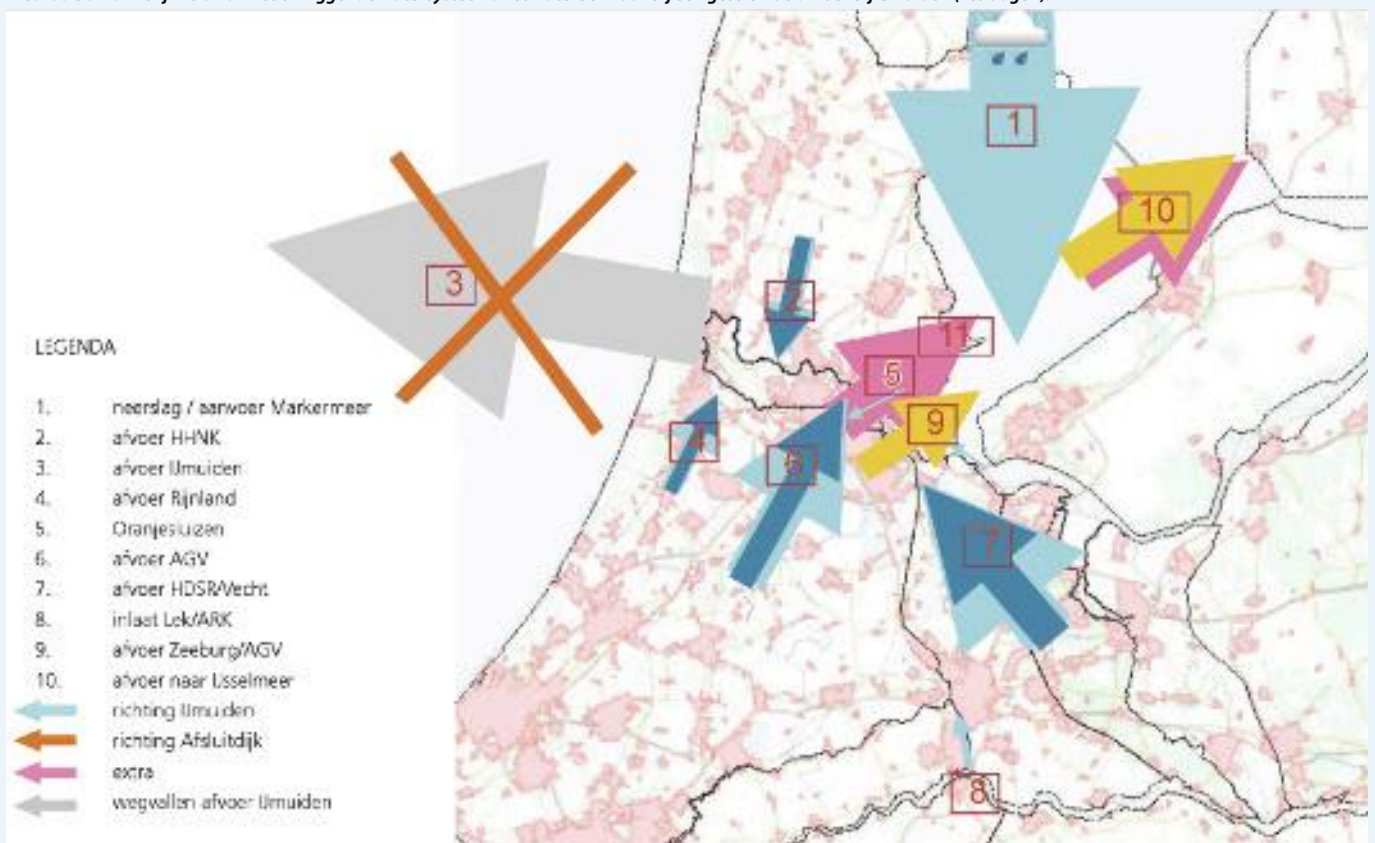 LEGENDA
1. neerslag / aanvoer Markermeer
2. afvoer HHNK
3. afvoer IJmuiden
4. afvoer Rijnland
5. Oranjesluizen
6. afvoer AGV
7. afvoer HDSR/Vecht
8. inlaat Lek/ARK
9. afvoer Zeeburg/AGV
10. afvoer naar IJsselmeer
richting IJmuiden
richting Afsluitdijk
extra
wegvallen afvoer IJmuiden
1
10
3
2
11
5
9
4
6
7
8